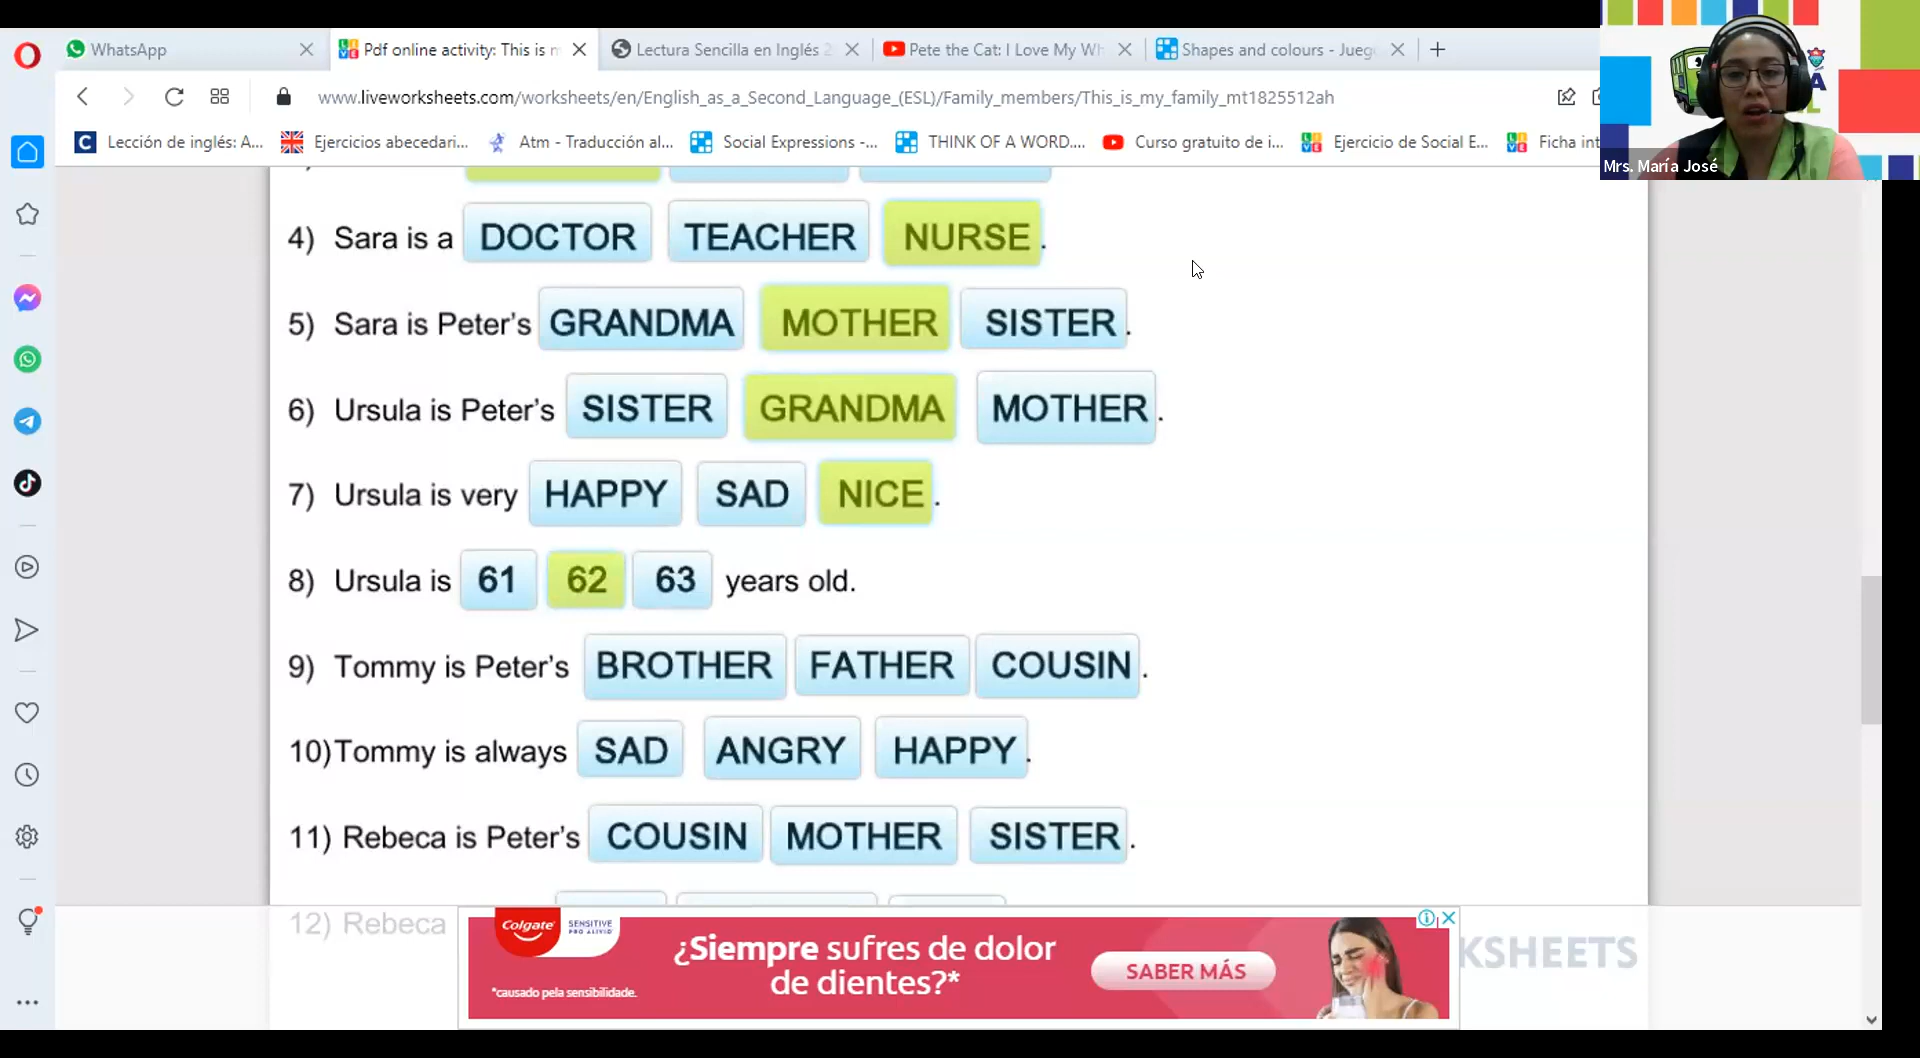 WhatsApp
Pdf online activity: This is m
Lectura Sencilla en Inglés 2
Pete the Cat: I Love My Wh
Shapes and colours - Jueg
www.liveworksheets.com/worksheets/en/English_as_a_Second_Language_(ESL)/Family_members/This_is_my_family_mt1825512ah
Lección de inglés: A...
Ejercicios abecedari...
Atm - Traducción al...
Social Expressions -...
THINK OF A WORD....
Curso gratuito de i...
Ejercicio de Social E...
Ficha int
Mrs. María José
4) Sara is a DOCTOR TEACHER NURSE.
5) Sara is Peter's GRANDMA MOTHER SISTER.
6) Ursula is Peter's SISTER GRANDMA MOTHER.
7) Ursula is very HAPPY SAD NICE.
8) Ursula is 61 62 63 years old.
9) Tommy is Peter's BROTHER FATHER COUSIN.
10)Tommy is always SAD ANGRY HAPPY.
11) Rebeca is Peter's COUSIN MOTHER SISTER.
12) Rebeca
KSHEETS
Colgate
SENSITIVE
PRO ALIVIO
¿Siempre sufres de dolor
de dientes?*
*causado pela sensibilidade.
SABER MÁS